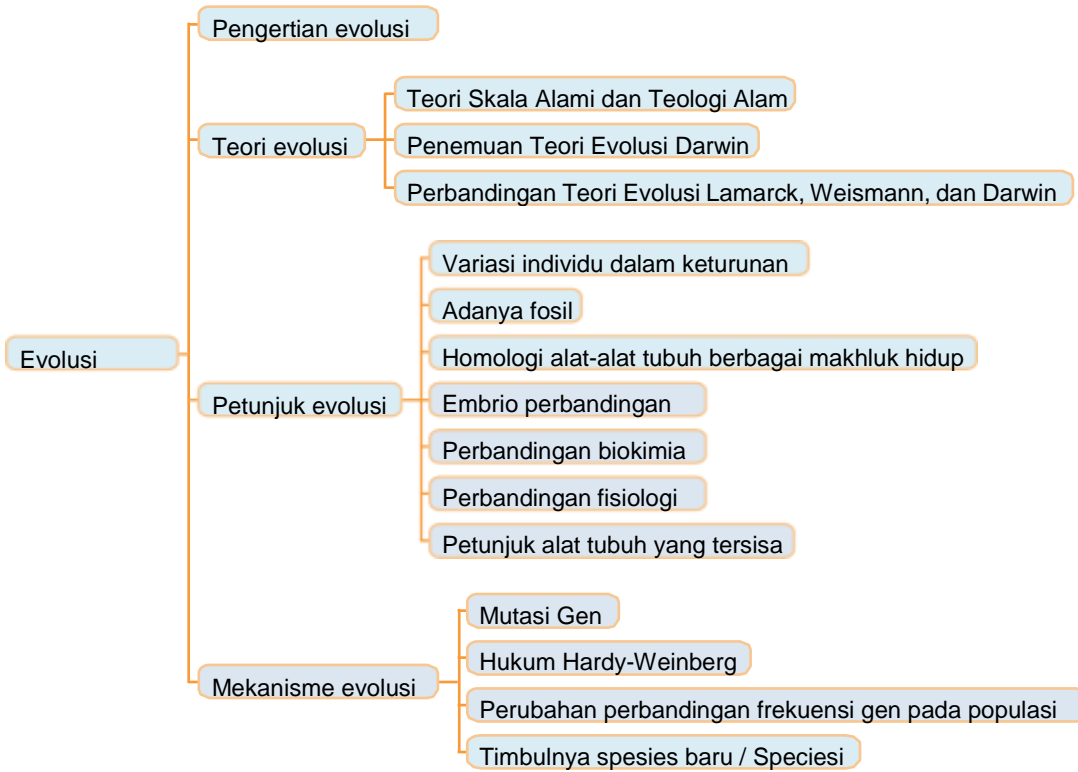 Evolusi
Pengertian evolusi
Teori evolusi
Teori Skala Alami dan Teologi Alam
Penemuan Teori Evolusi Darwin
Perbandingan Teori Evolusi Lamarck, Weismann, dan Darwin
Petunjuk evolusi
Variasi individu dalam keturunan
Adanya fosil
Homologi alat-alat tubuh berbagai makhluk hidup
Embrio perbandingan
Perbandingan biokimia
Perbandingan fisiologi
Petunjuk alat tubuh yang tersisa
Mekanisme evolusi
Mutasi Gen
Hukum Hardy-Weinberg
Perubahan perbandingan frekuensi gen pada populasi
Timbulnya spesies baru / Speciesi